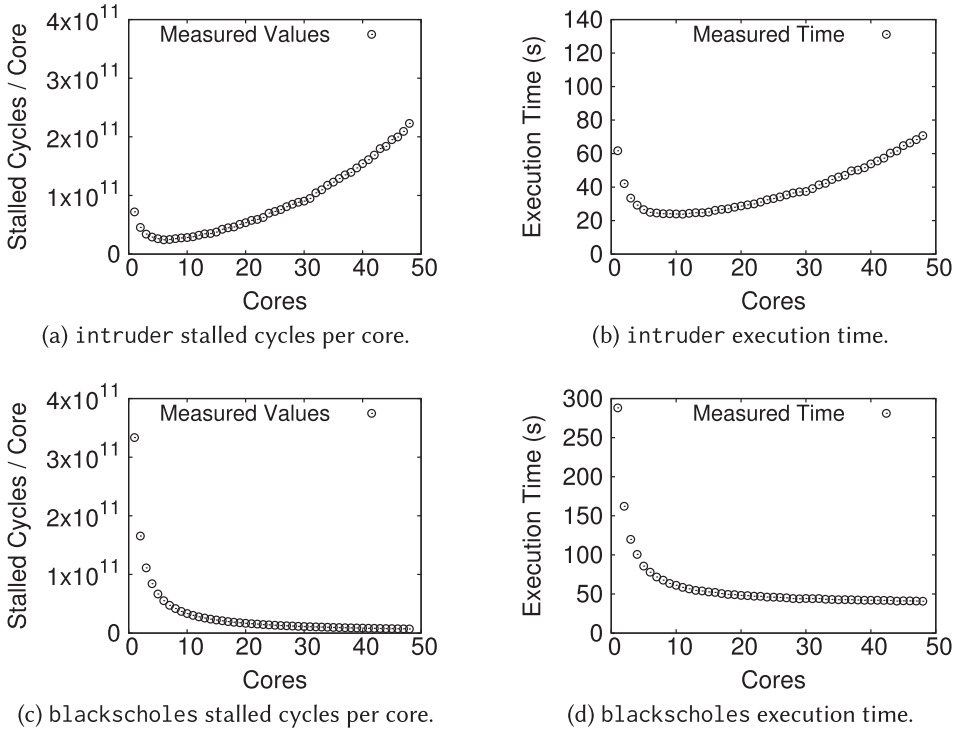 4x10^11
3x10^11
2x10^11
1x10^11
0
Stalled Cycles / Core
Measured Values
0 10 20 30 40 50
Cores
(a) intruder stalled cycles per core.
140
120
100
80
60
40
20
0
Execution Time (s)
Measured Time
0 10 20 30 40 50
Cores
(b) intruder execution time.
4x10^11
3x10^11
2x10^11
1x10^11
0
Stalled Cycles / Core
Measured Values
0 10 20 30 40 50
Cores
(c) blackscholes stalled cycles per core.
300
250
200
150
100
50
0
Execution Time (s)
Measured Time
0 10 20 30 40 50
Cores
(d) blackscholes execution time.